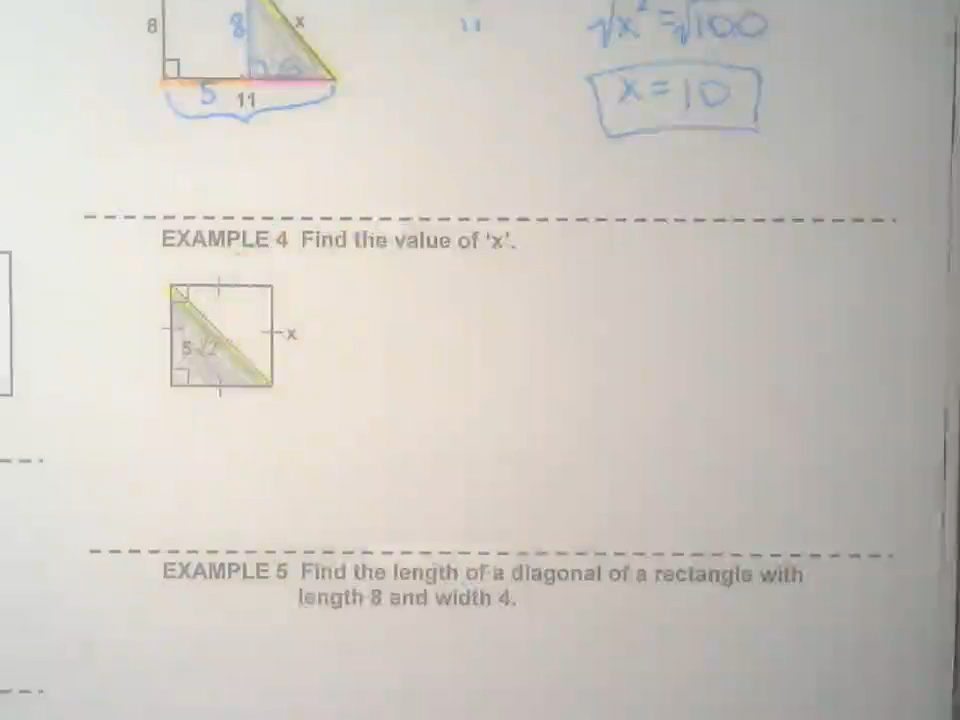 8 8 x
√x² = √100
5 6
11
x = 10
EXAMPLE 4 Find the value of 'x'.
x
5√2
EXAMPLE 5 Find the length of a diagonal of a rectangle with
length 8 and width 4.